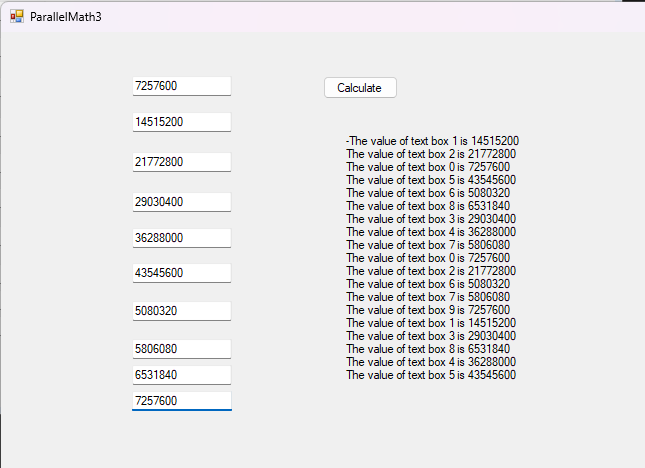 ParallelMath3
7257600
Calculate
14515200
21772800
29030400
36288000
43545600
5080320
5806080
6531840
7257600
-The value of text box 1 is 14515200
The value of text box 2 is 21772800
The value of text box 0 is 7257600
The value of text box 5 is 43545600
The value of text box 6 is 5080320
The value of text box 8 is 6531840
The value of text box 3 is 29030400
The value of text box 4 is 36288000
The value of text box 7 is 5806080
The value of text box 0 is 7257600
The value of text box 2 is 21772800
The value of text box 6 is 5080320
The value of text box 7 is 5806080
The value of text box 9 is 7257600
The value of text box 1 is 14515200
The value of text box 3 is 29030400
The value of text box 8 is 6531840
The value of text box 4 is 36288000
The value of text box 5 is 43545600